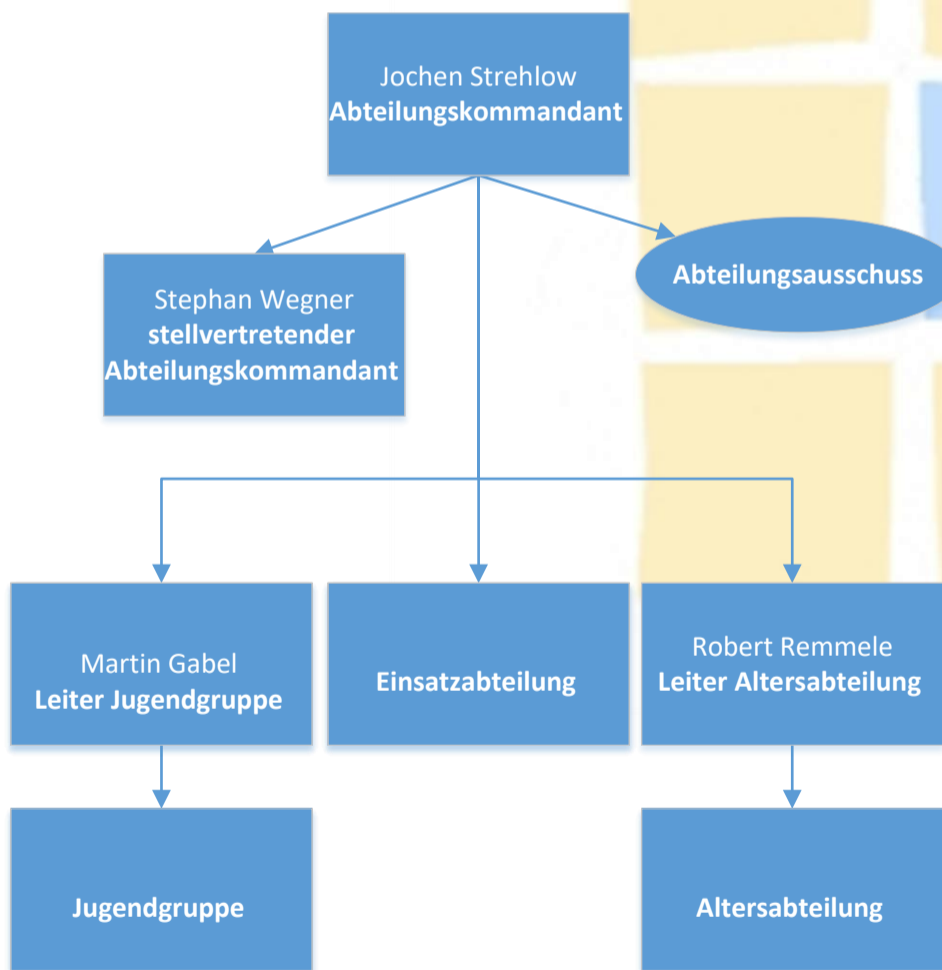 Jochen Strehlow
Abteilungskommandant
Abteilungsausschuss
Stephan Wegner
stellvertretender
Abteilungskommandant
Martin Gabel
Leiter Jugendgruppe
Einsatzabteilung
Robert Remmele
Leiter Altersabteilung
Jugendgruppe
Altersabteilung